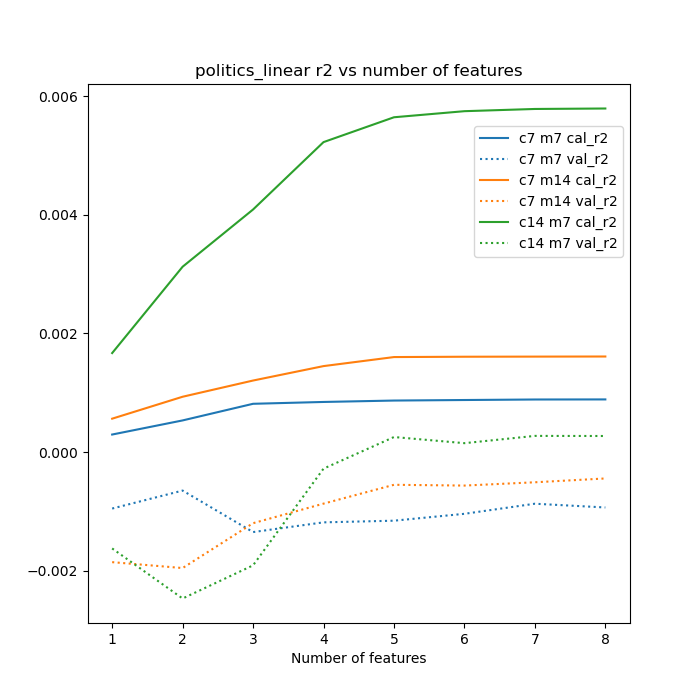 politics_linear r2 vs number of features
0.006
0.004
0.002
0.000
−0.002
c7 m7 cal_r2
c7 m7 val_r2
c7 m14 cal_r2
c7 m14 val_r2
c14 m7 cal_r2
c14 m7 val_r2
1 2 3 4 5 6 7 8
Number of features